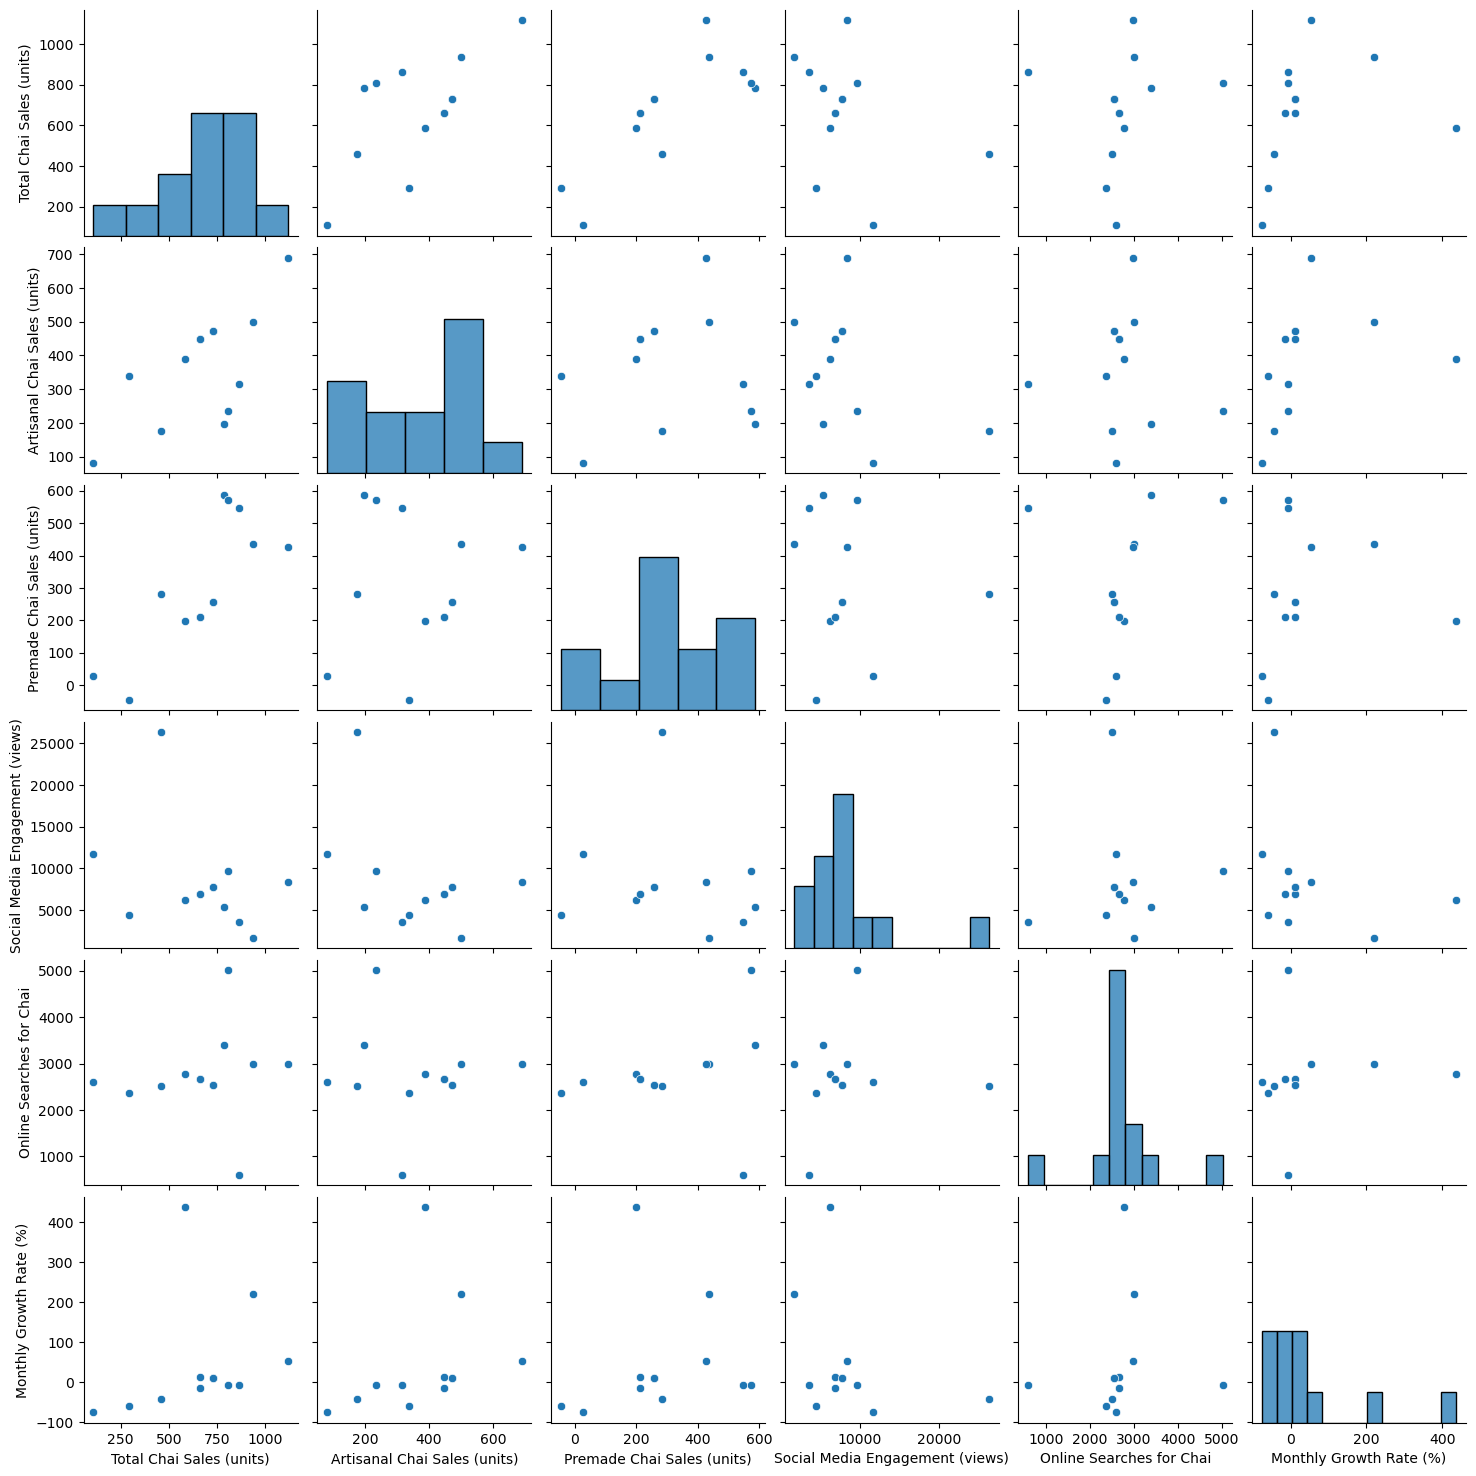 Total Chai Sales (units)
1000
800
600
400
200
Artisanal Chai Sales (units)
700
600
500
400
300
200
100
Premade Chai Sales (units)
600
500
400
300
200
100
0
Social Media Engagement (views)
25000
20000
15000
10000
5000
Online Searches for Chai
5000
4000
3000
2000
1000
Monthly Growth Rate (%)
400
300
200
100
0
−100
250 500 750 1000
Total Chai Sales (units)
200 400 600
Artisanal Chai Sales (units)
0 200 400 600
Premade Chai Sales (units)
10000 20000
Social Media Engagement (views)
1000 2000 3000 4000 5000
Online Searches for Chai
0 200 400
Monthly Growth Rate (%)